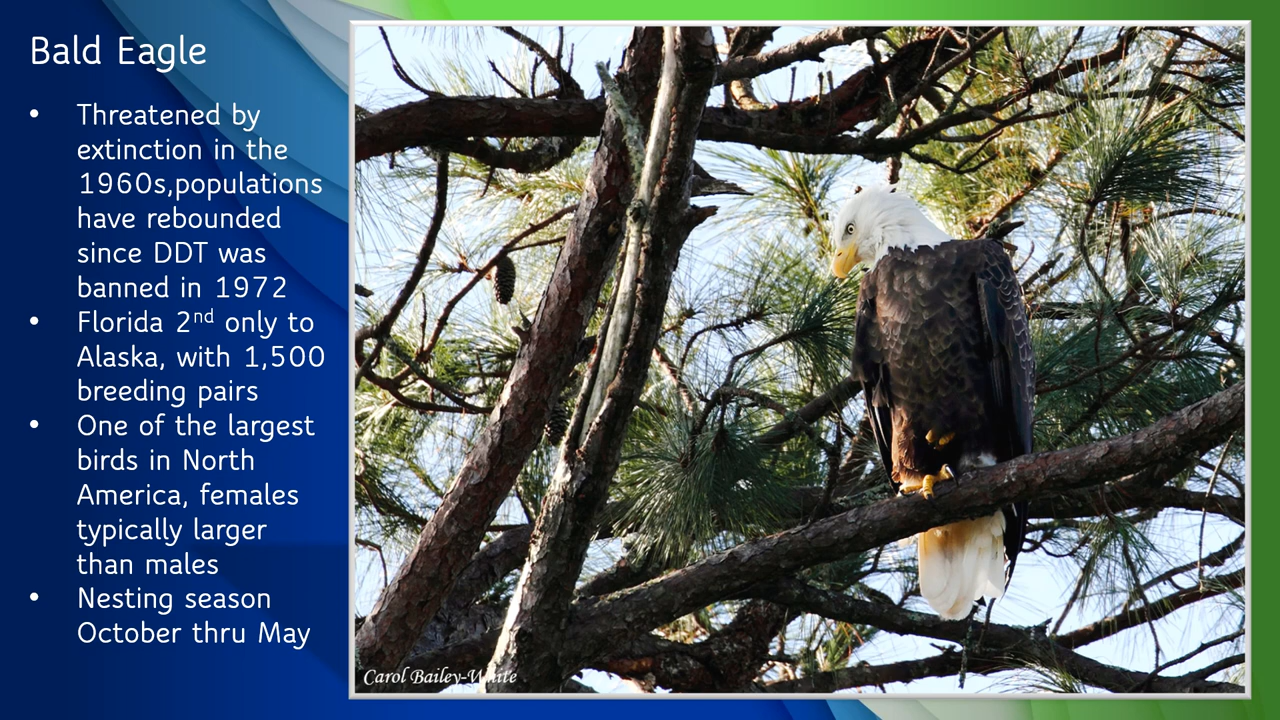 Bald Eagle
• Threatened by
extinction in the
1960s,populations
have rebounded
since DDT was
banned in 1972
• Florida 2nd only to
Alaska, with 1,500
breeding pairs
• One of the largest
birds in North
America, females
typically larger
than males
• Nesting season
October thru May
Carol Bailey-White